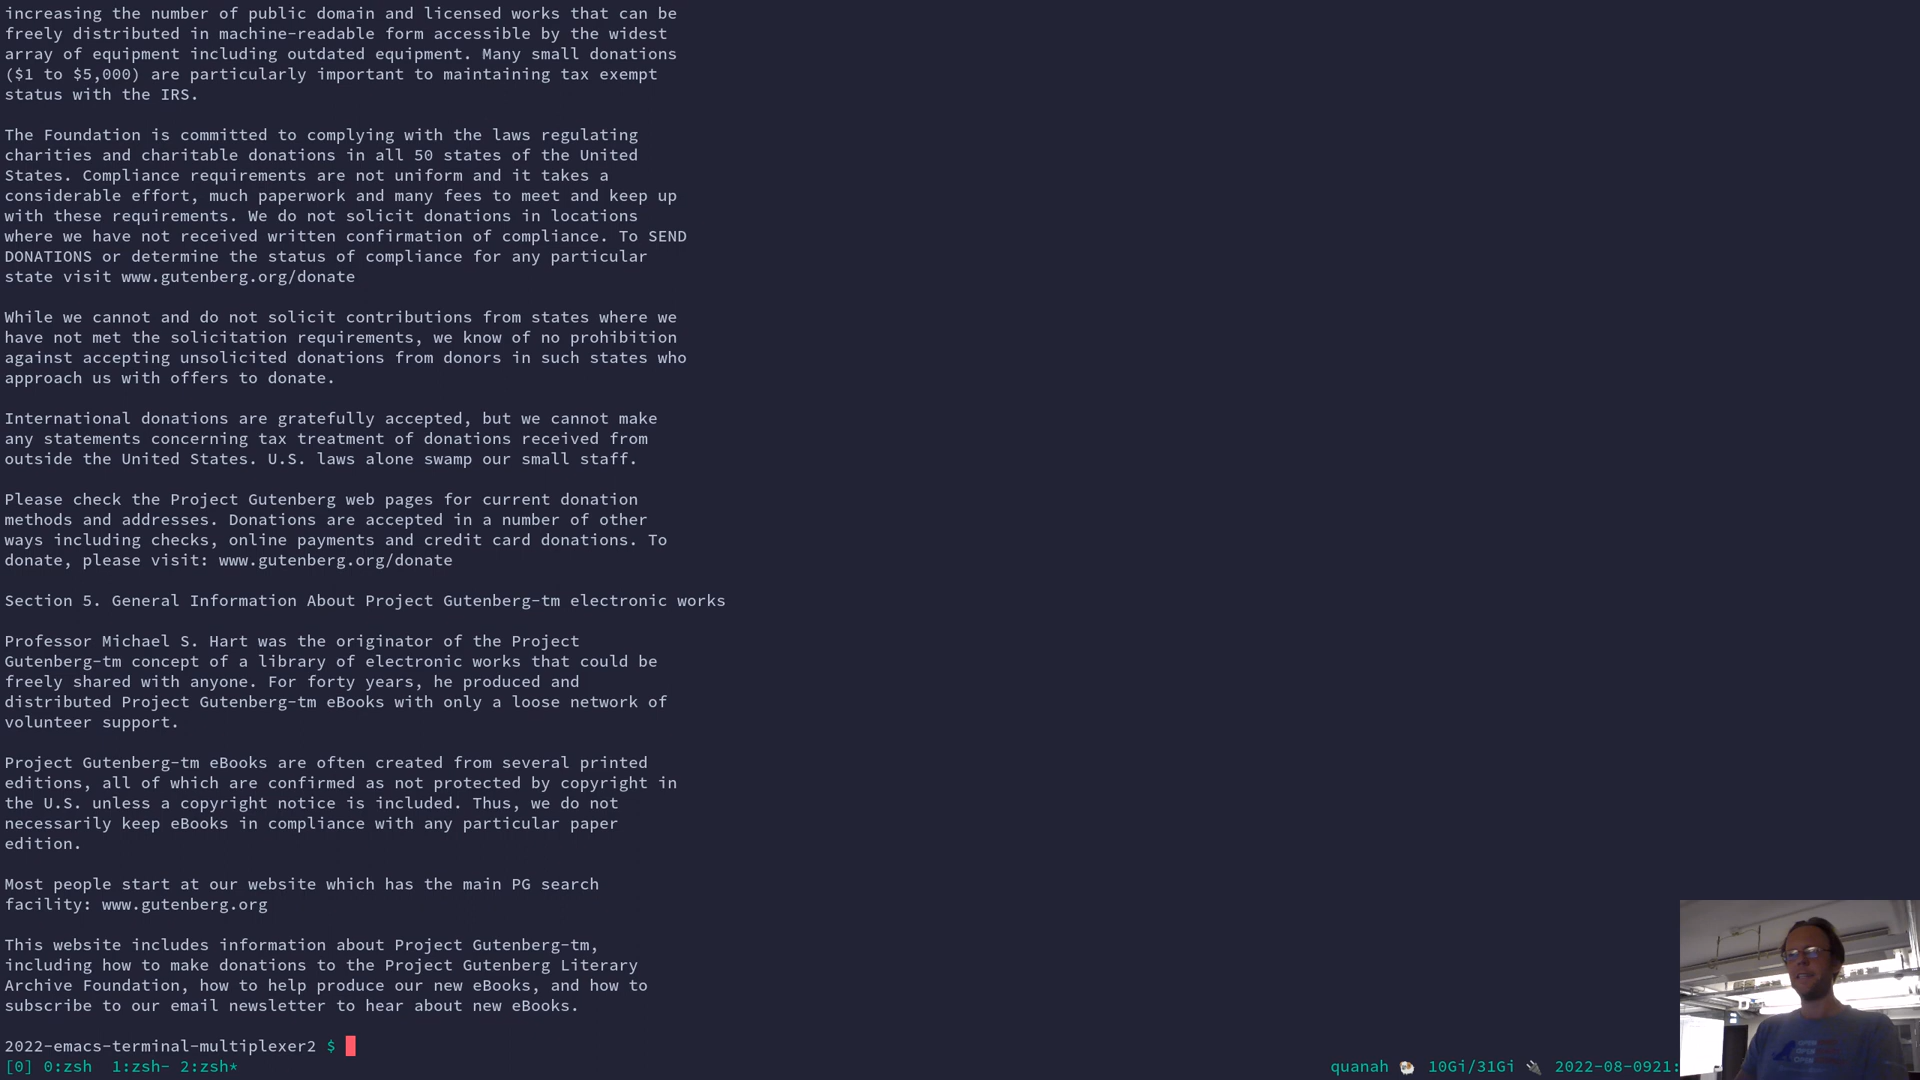 increasing the number of public domain and licensed works that can be
freely distributed in machine-readable form accessible by the widest
array of equipment including outdated equipment. Many small donations
($1 to $5,000) are particularly important to maintaining tax exempt
status with the IRS.
The Foundation is committed to complying with the laws regulating
charities and charitable donations in all 50 states of the United
States. Compliance requirements are not uniform and it takes a
considerable effort, much paperwork and many fees to meet and keep up
with these requirements. We do not solicit donations in locations
where we have not received written confirmation of compliance. To SEND
DONATIONS or determine the status of compliance for any particular
state visit www.gutenberg.org/donate
While we cannot and do not solicit contributions from states where we
have not met the solicitation requirements, we know of no prohibition
against accepting unsolicited donations from donors in such states who
approach us with offers to donate.
International donations are gratefully accepted, but we cannot make
any statements concerning tax treatment of donations received from
outside the United States. U.S. laws alone swamp our small staff.
Please check the Project Gutenberg web pages for current donation
methods and addresses. Donations are accepted in a number of other
ways including checks, online payments and credit card donations. To
donate, please visit: www.gutenberg.org/donate
Section 5. General Information About Project Gutenberg-tm electronic works
Professor Michael S. Hart was the originator of the Project
Gutenberg-tm concept of a library of electronic works that could be
freely shared with anyone. For forty years, he produced and
distributed Project Gutenberg-tm eBooks with only a loose network of
volunteer support.
Project Gutenberg-tm eBooks are often created from several printed
editions, all of which are confirmed as not protected by copyright in
the U.S. unless a copyright notice is included. Thus, we do not
necessarily keep eBooks in compliance with any particular paper
edition.
Most people start at our website which has the main PG search
facility: www.gutenberg.org
This website includes information about Project Gutenberg-tm,
including how to make donations to the Project Gutenberg Literary
Archive Foundation, how to help produce our new eBooks, and how to
subscribe to our email newsletter to hear about new eBooks.
2022-emacs-terminal-multiplexer2 $
[0] 0:zsh  1:zsh- 2:zsh*
quanah 10Gi/31Gi 2022-08-0921:
OPEN
OPEN
OPEN